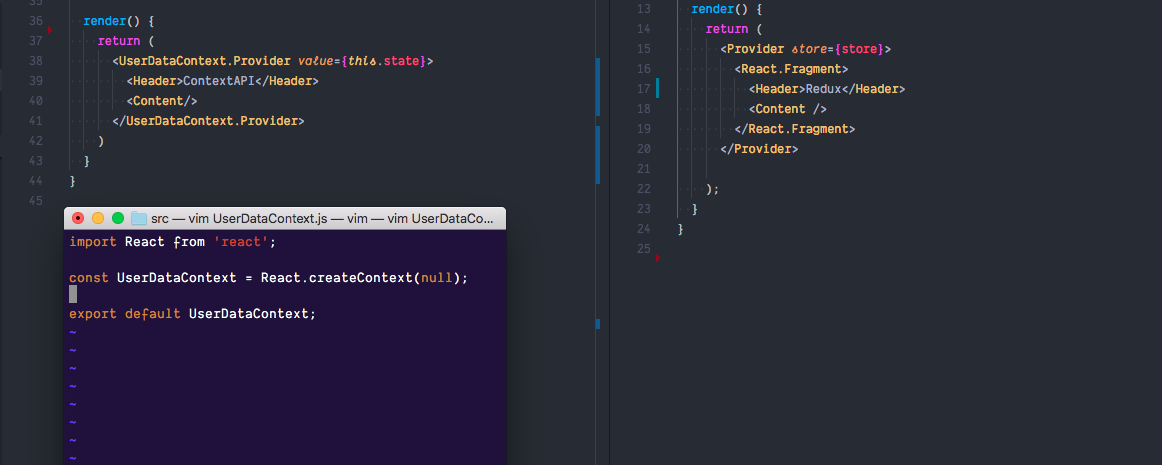 35
36 render() {
37 return (
38 <UserDataContext.Provider value={this.state}>
39 <Header>ContextAPI</Header>
40 <Content/>
41 </UserDataContext.Provider>
42 )
43 }
44 }
45
src — vim UserDataContext.js — vim — vim UserDataCo...
import React from 'react';
const UserDataContext = React.createContext(null);
export default UserDataContext;
~
~
~
~
~
~
~
~
13 render() {
14 return (
15 <Provider store={store}>
16 <React.Fragment>
17 <Header>Redux</Header>
18 <Content />
19 </React.Fragment>
20 </Provider>
21
22 );
23 }
24 }
25